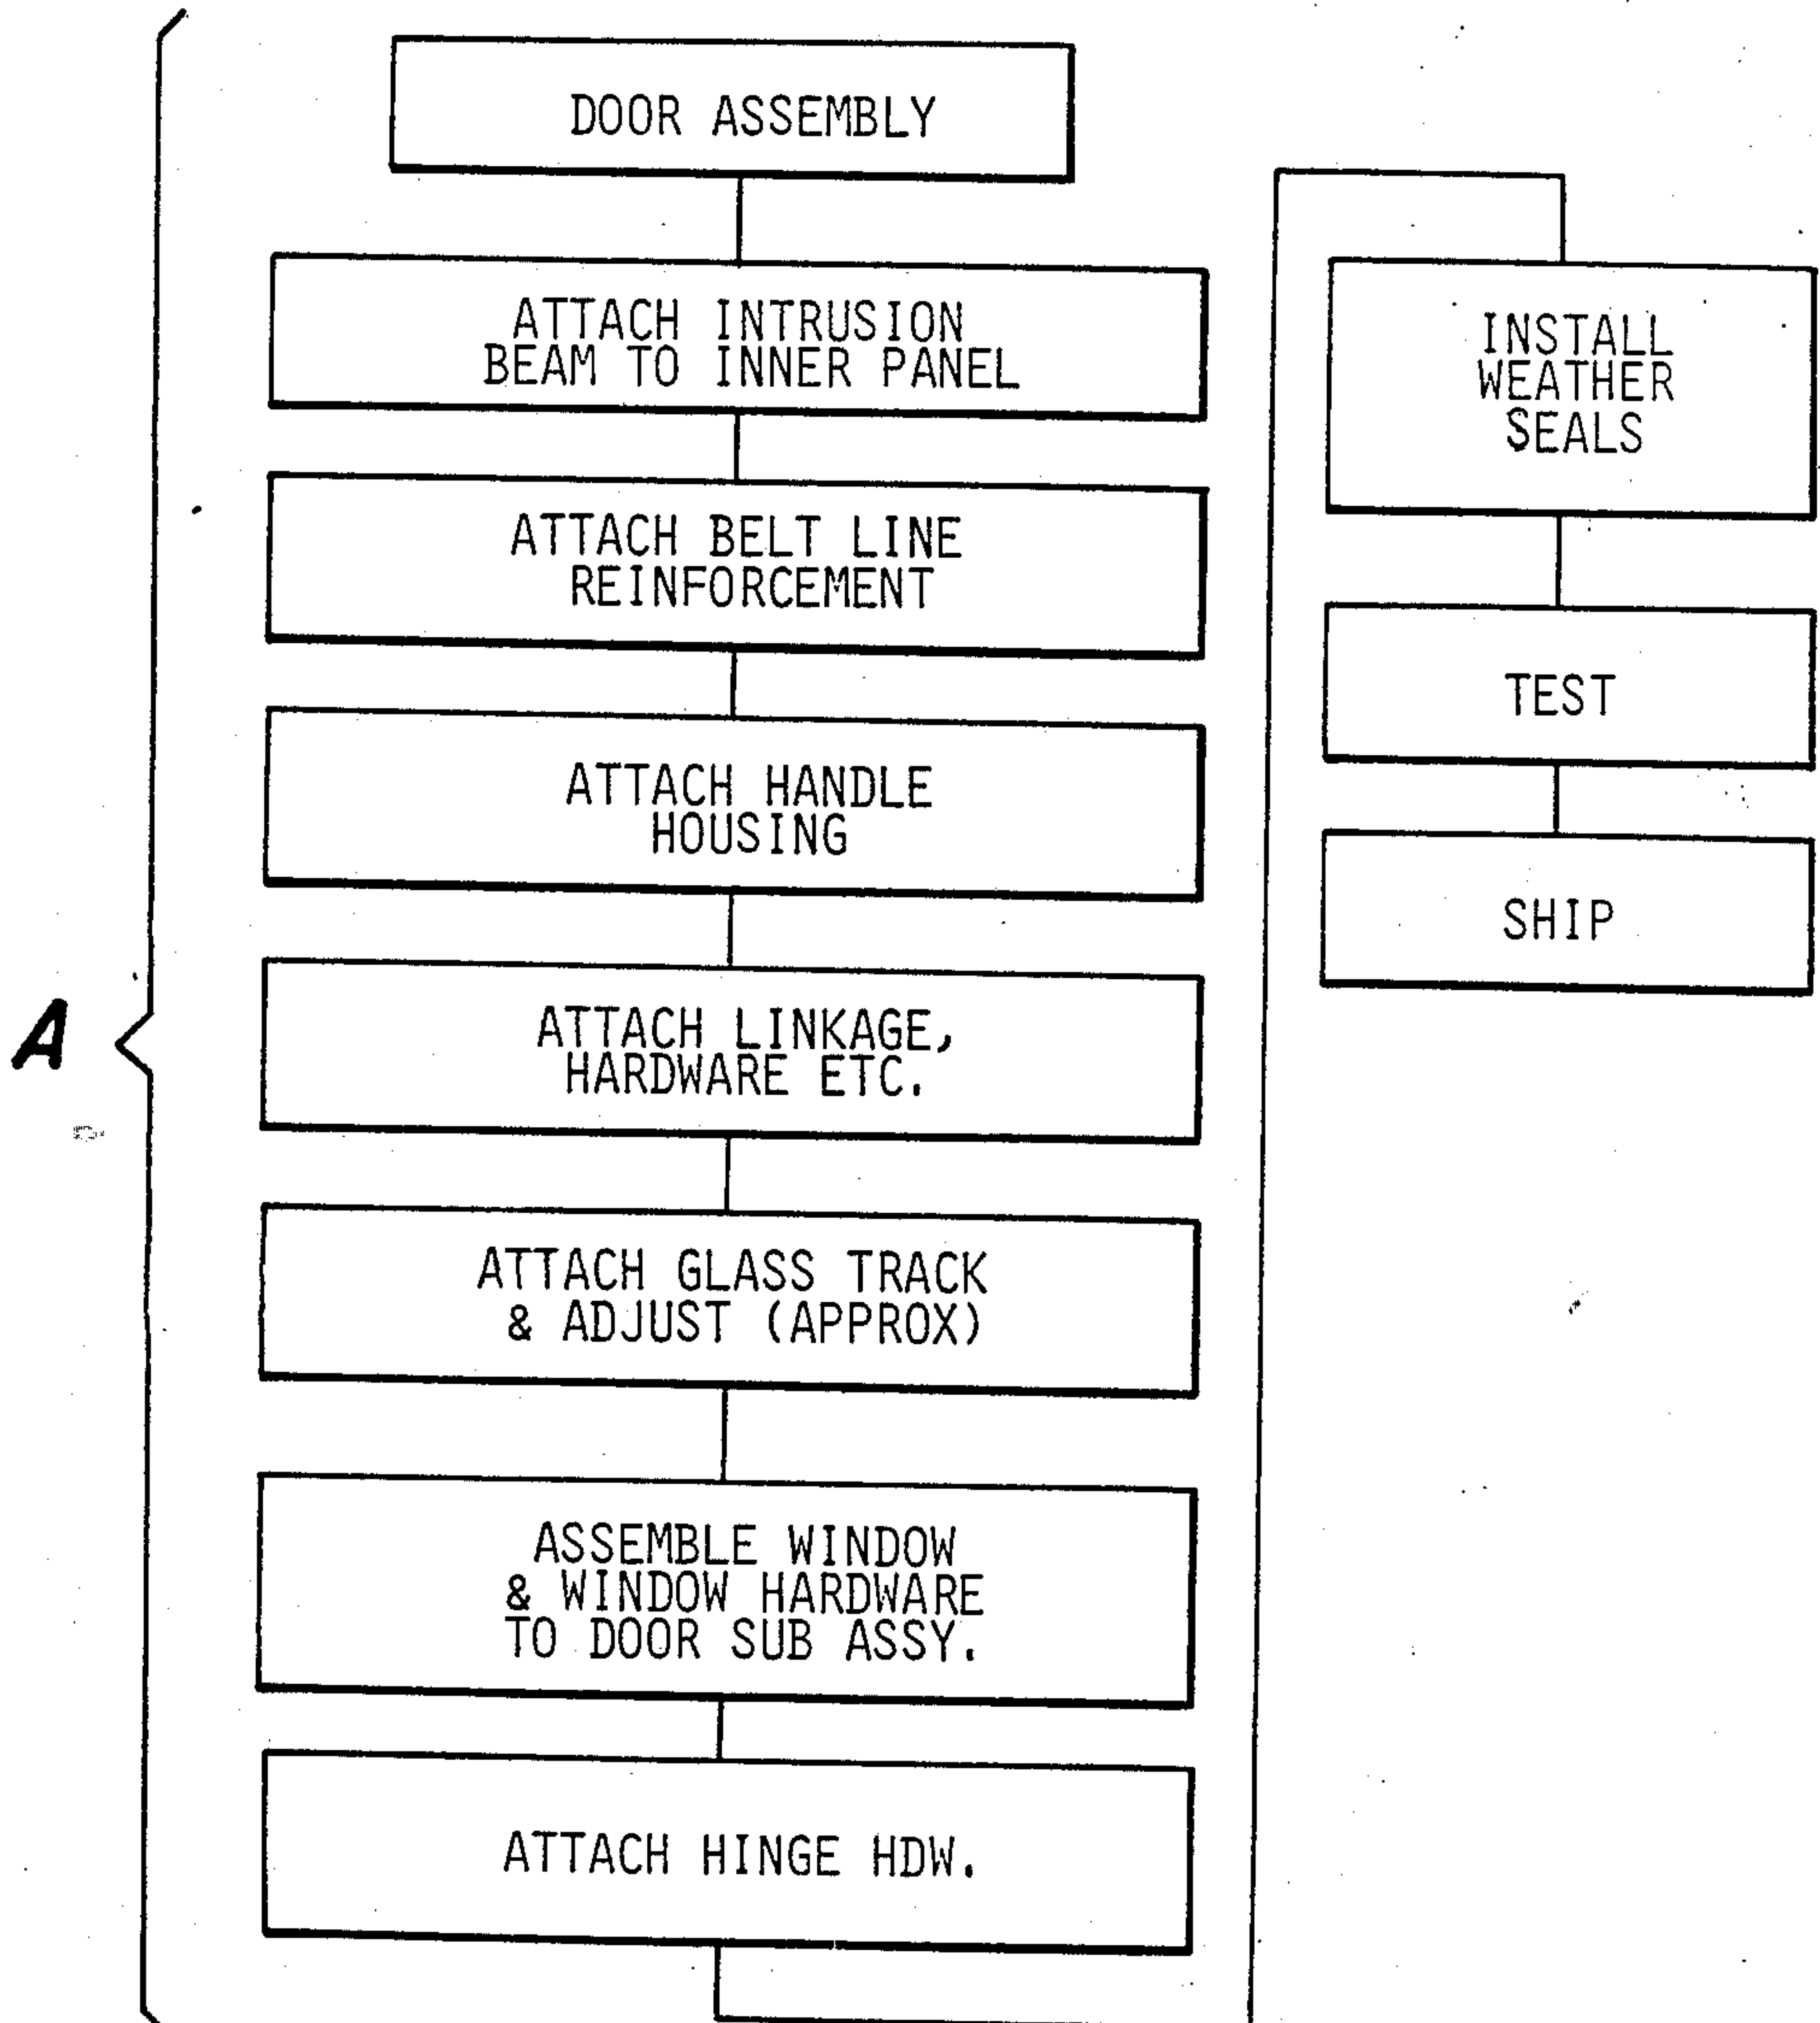 DOOR ASSEMBLY
ATTACH INTRUSION
BEAM TO INNER PANEL
ATTACH BELT LINE
REINFORCEMENT
ATTACH HANDLE
HOUSING
ATTACH LINKAGE,
HARDWARE ETC.
ATTACH GLASS TRACK
& ADJUST (APPROX)
ASSEMBLE WINDOW
& WINDOW HARDWARE
TO DOOR SUB ASSY.
ATTACH HINGE HDW.
A
INSTALL
WEATHER
SEALS
TEST
SHIP